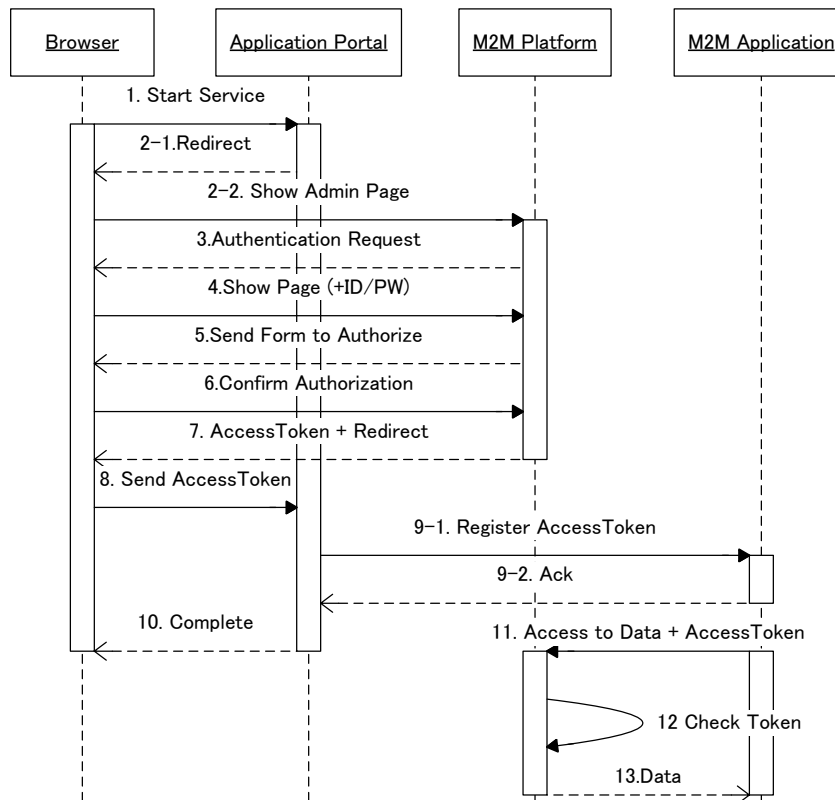 Browser
Application Portal
M2M Platform
M2M Application
1. Start Service
2-1.Redirect
2-2. Show Admin Page
3.Authentication Request
4.Show Page (+ID/PW)
5.Send Form to Authorize
6.Confirm Authorization
7. AccessToken + Redirect
8. Send AccessToken
9-1. Register AccessToken
9-2. Ack
10. Complete
11. Access to Data + AccessToken
12 Check Token
13.Data